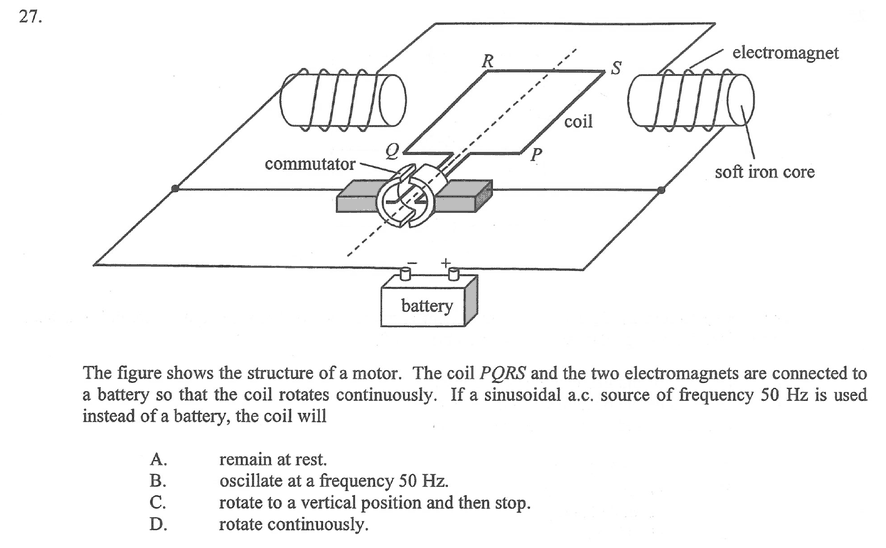 27.
electromagnet
R
S
coil
Q
P
commutator
soft iron core
− +
battery
The figure shows the structure of a motor. The coil PQRS and the two electromagnets are connected to
a battery so that the coil rotates continuously. If a sinusoidal a.c. source of frequency 50 Hz is used
instead of a battery, the coil will
A. remain at rest.
B. oscillate at a frequency 50 Hz.
C. rotate to a vertical position and then stop.
D. rotate continuously.